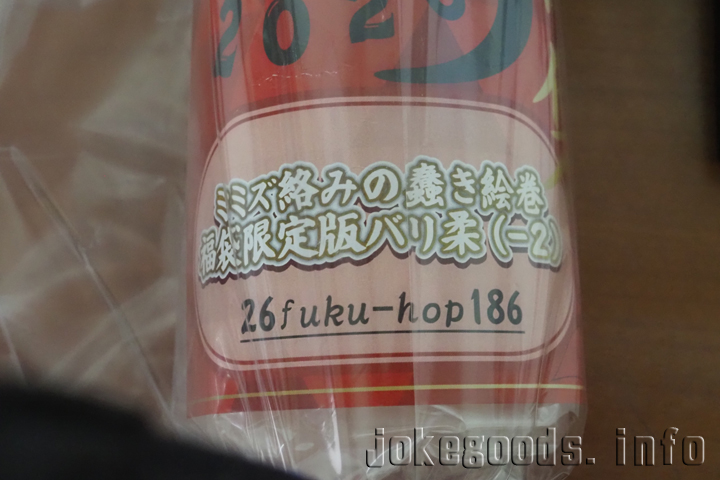 2026
ミミズ絡みの蠢き絵巻
福袋限定版バリ柔(-2)
26fuku-hop186
jokegoods.info